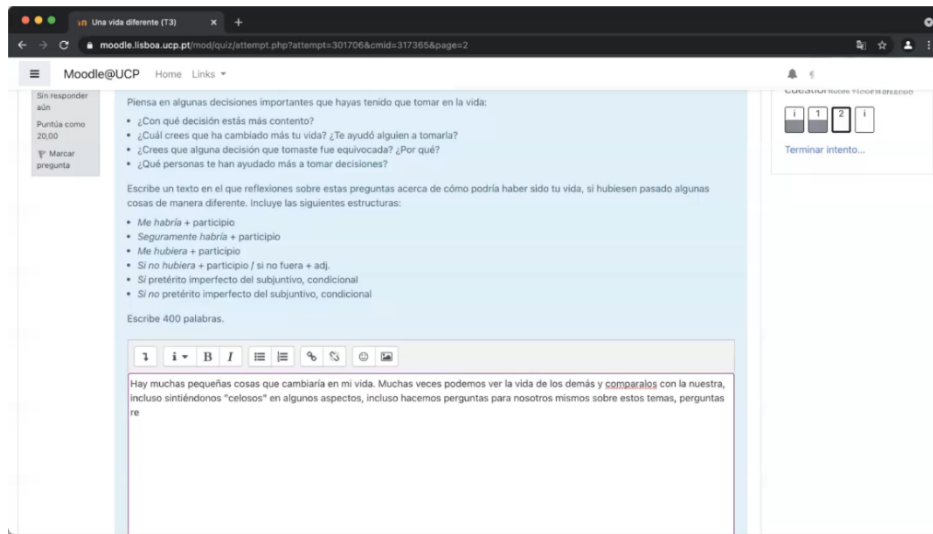 Una vida diferente (T3)
moodle.lisboa.ucp.pt/mod/quiz/attempt.php?attempt=301706&cmid=317365&page=2
Moodle@UCP Home Links
Sin responder
aún
Puntúa como
20,00
Marcar
pregunta
Piensa en algunas decisiones importantes que hayas tenido que tomar en la vida:
• ¿Con qué decisión estás más contento?
• ¿Cuál crees que ha cambiado más tu vida? ¿Te ayudó alguien a tomarla?
• ¿Crees que alguna decisión que tomaste fue equivocada? ¿Por qué?
• ¿Qué personas te han ayudado más a tomar decisiones?
Escribe un texto en el que reflexiones sobre estas preguntas acerca de cómo podría haber sido tu vida, si hubiesen pasado algunas
cosas de manera diferente. Incluye las siguientes estructuras:
• Me habría + participio
• Seguramente habría + participio
• Me hubiera + participio
• Si no hubiera + participio / si no fuera + adj.
• Si pretérito imperfecto del subjuntivo, condicional
• Si no pretérito imperfecto del subjuntivo, condicional
Escribe 400 palabras.
i B I
Hay muchas pequeñas cosas que cambiaría en mi vida. Muchas veces podemos ver la vida de los demás y comparalos con la nuestra,
incluso sintiéndonos "celosos" en algunos aspectos, incluso hacemos perguntas para nosotros mismos sobre estos temas, perguntas
re
i 1 2 i
Terminar intento...